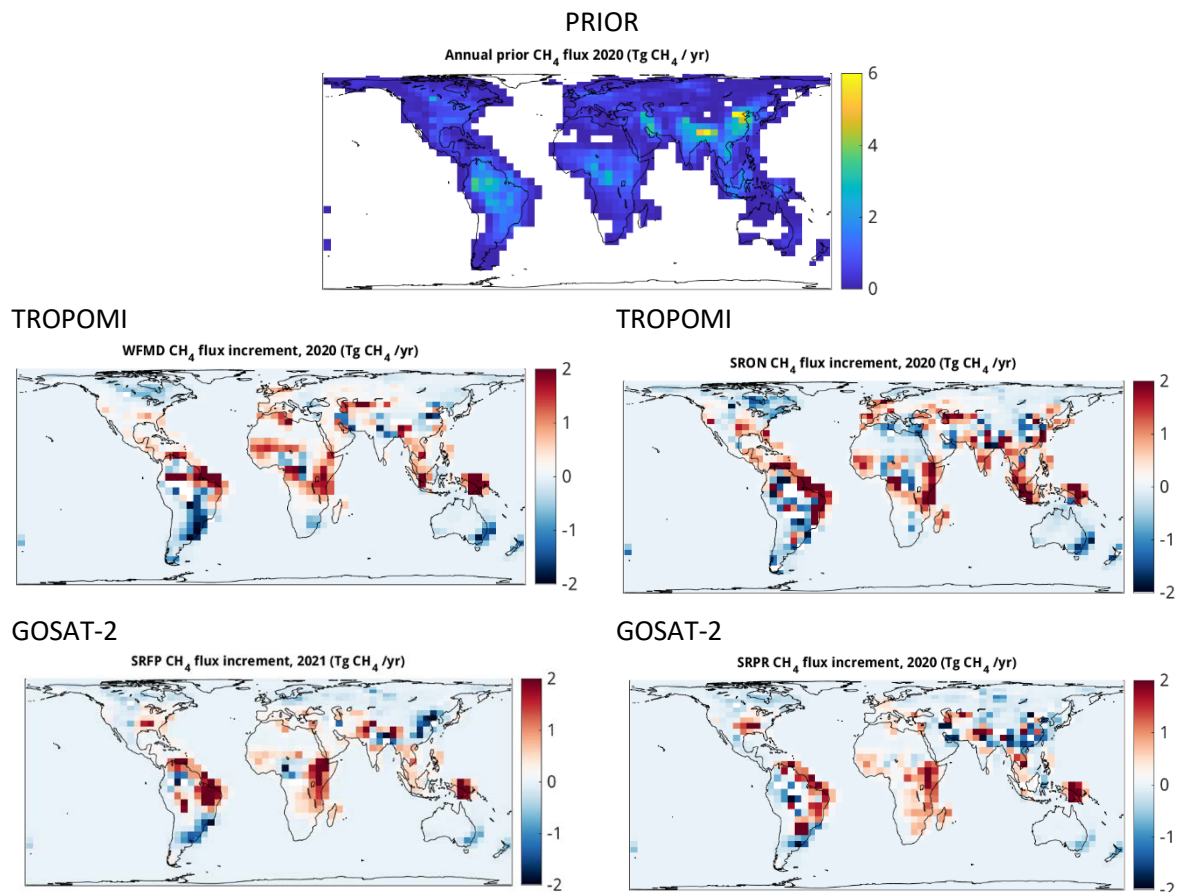 PRIOR
Annual prior CH4 flux 2020 (Tg CH4 / yr)
6
4
2
0
TROPOMI
TROPOMI
WFMD CH4 flux increment, 2020 (Tg CH4 /yr)
2
1
0
-1
-2
SRON CH4 flux increment, 2020 (Tg CH4 /yr)
2
1
0
-1
-2
GOSAT-2
GOSAT-2
SRFP CH4 flux increment, 2021 (Tg CH4 /yr)
2
1
0
-1
-2
SRPR CH4 flux increment, 2020 (Tg CH4 /yr)
2
1
0
-1
-2